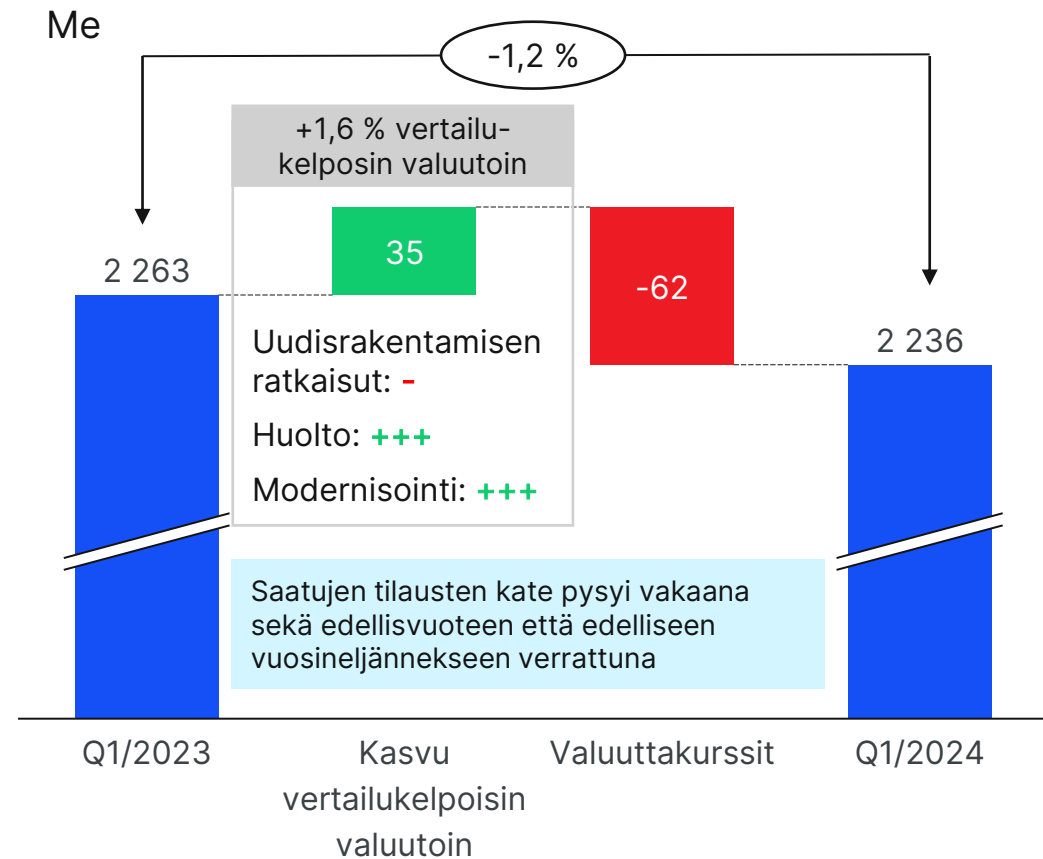 Me
-1,2 %
+1,6 % vertailu-
kelposin valuutoin
2 263
35
-62
2 236
Uudisrakentamisen
ratkaisut: -
Huolto: +++
Modernisointi: +++
Saatujen tilausten kate pysyi vakaana
sekä edellisvuoteen että edelliseen
vuosineljännekseen verrattuna
Q1/2023
Kasvu
vertailukelpoisin
valuutoin
Valuuttakurssit
Q1/2024